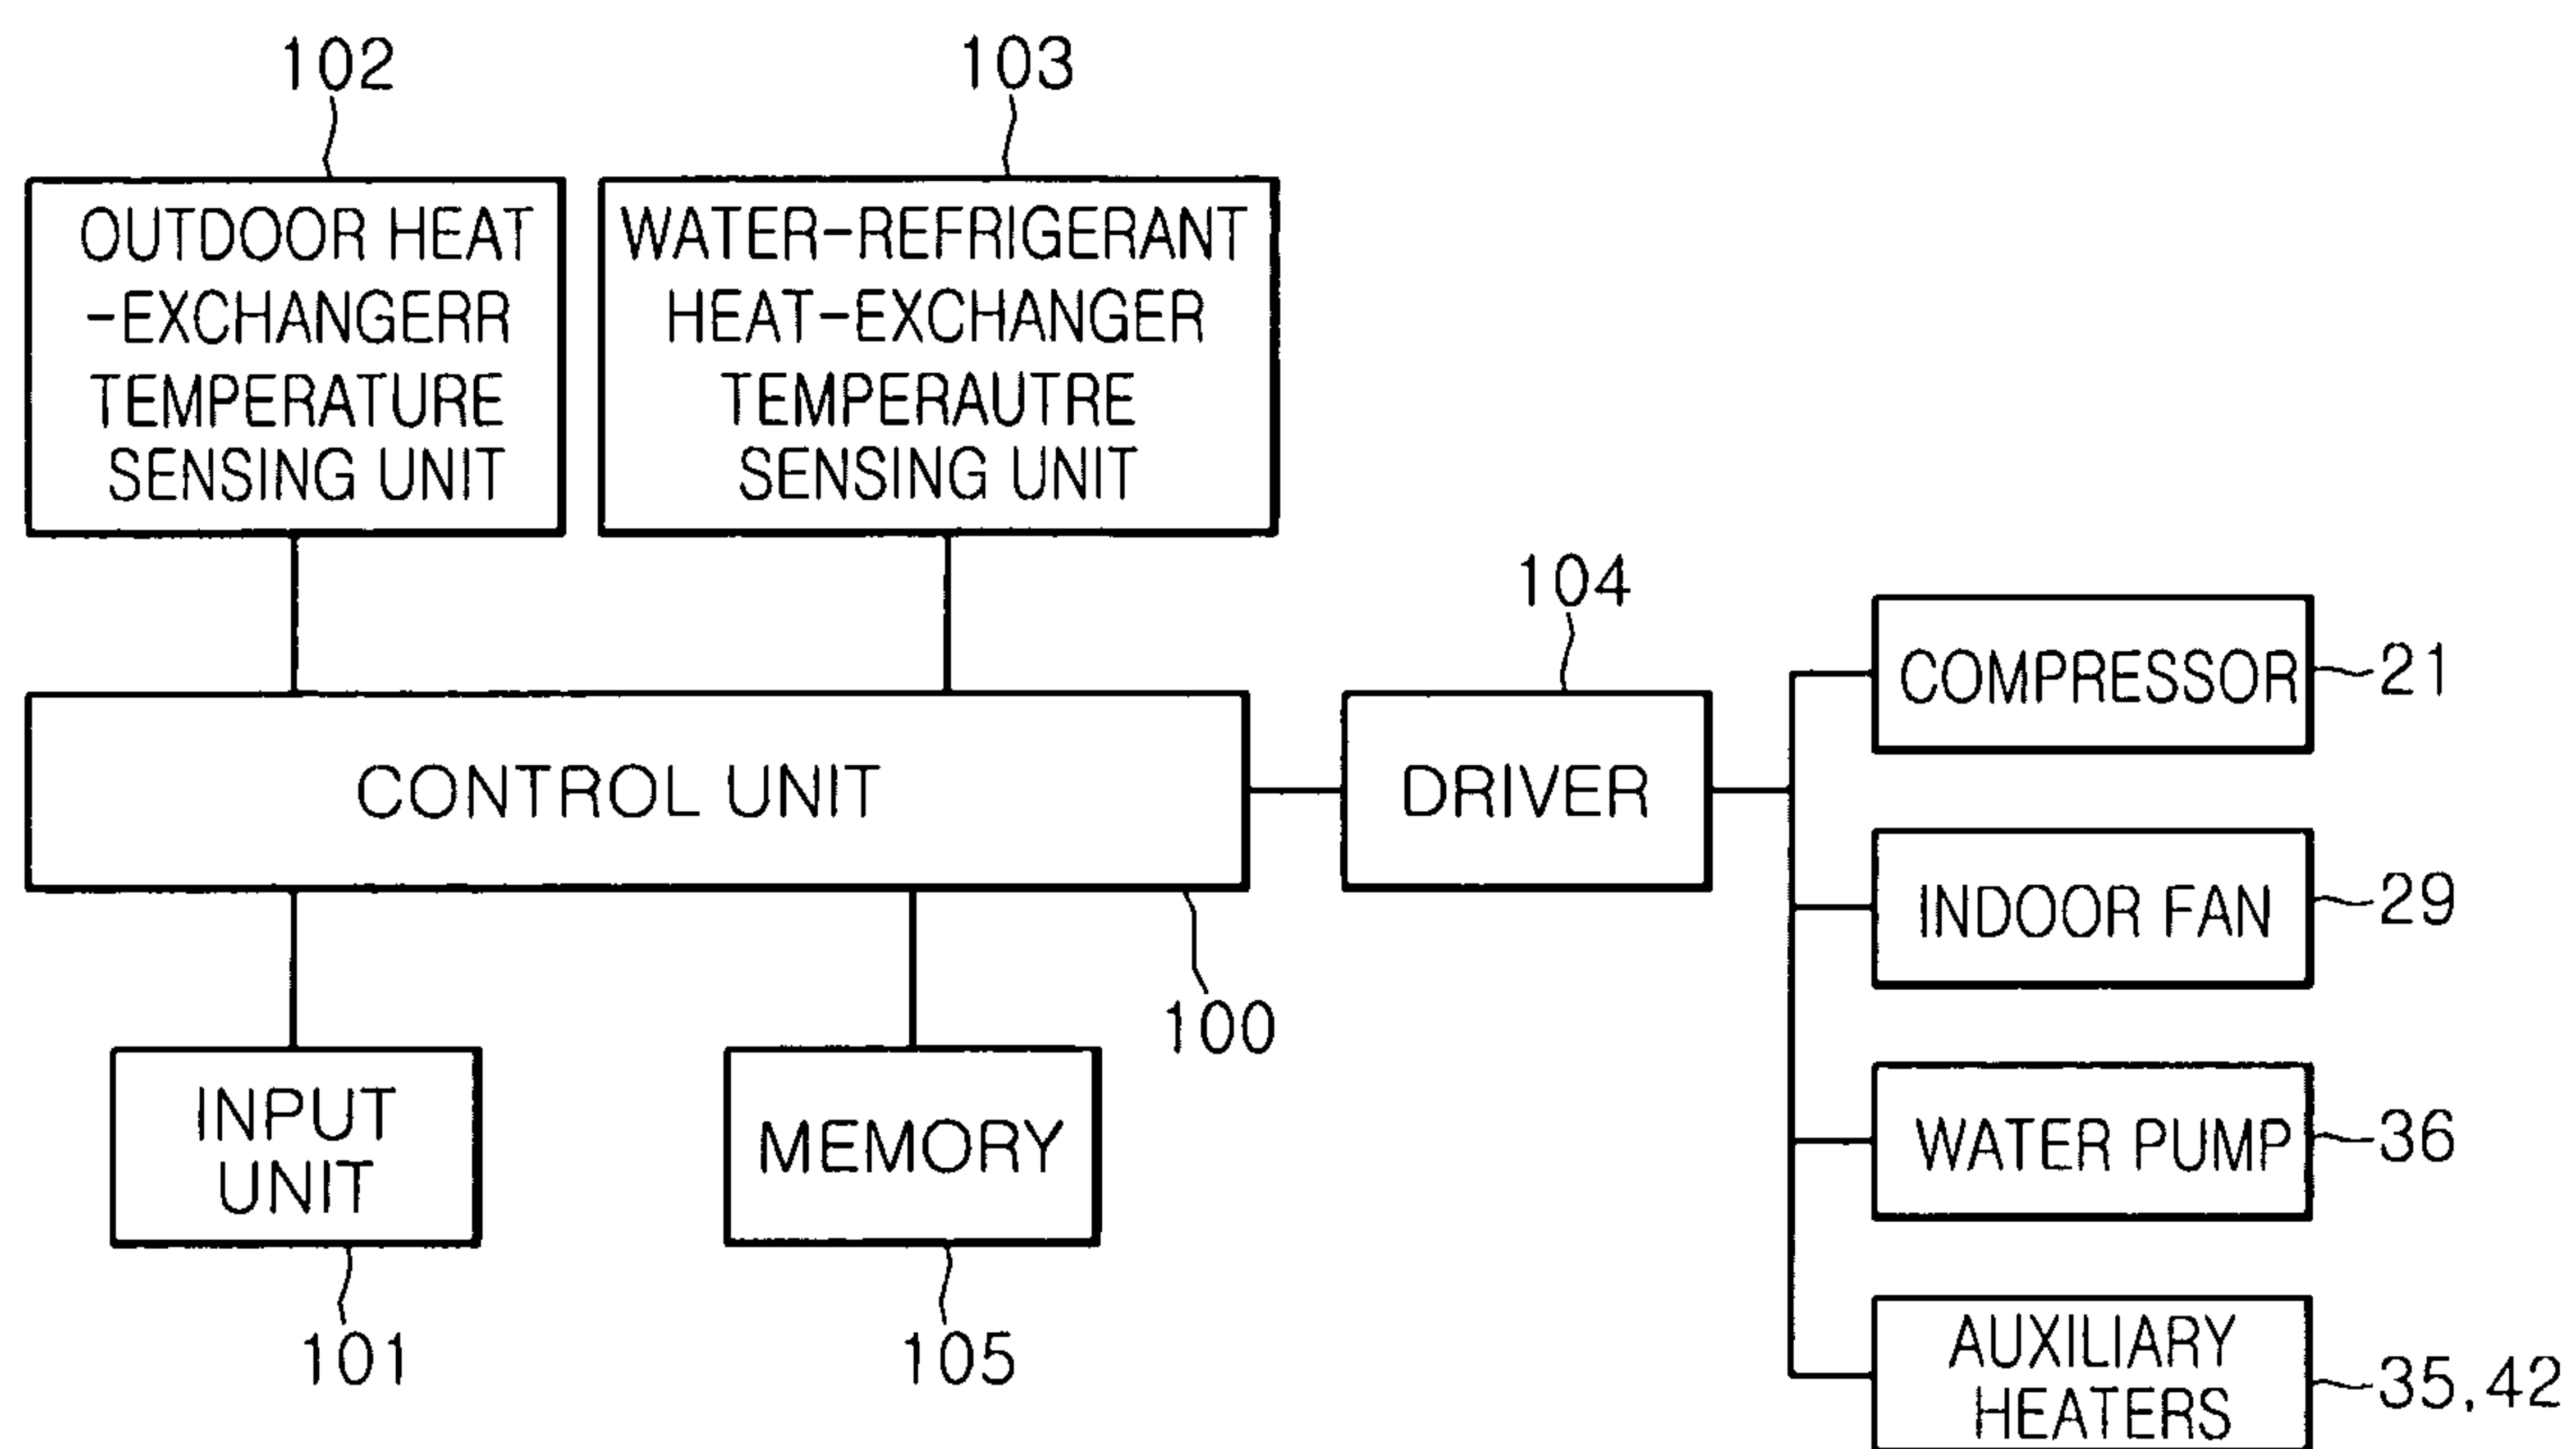 102
103
OUTDOOR HEAT
-EXCHANGERR
TEMPERATURE
SENSING UNIT
WATER-REFRIGERANT
HEAT-EXCHANGER
TEMPERAUTRE
SENSING UNIT
104
COMPRESSOR
21
CONTROL UNIT
DRIVER
INDOOR FAN
29
100
INPUT
UNIT
MEMORY
WATER PUMP
36
101
105
AUXILIARY
HEATERS
35,42